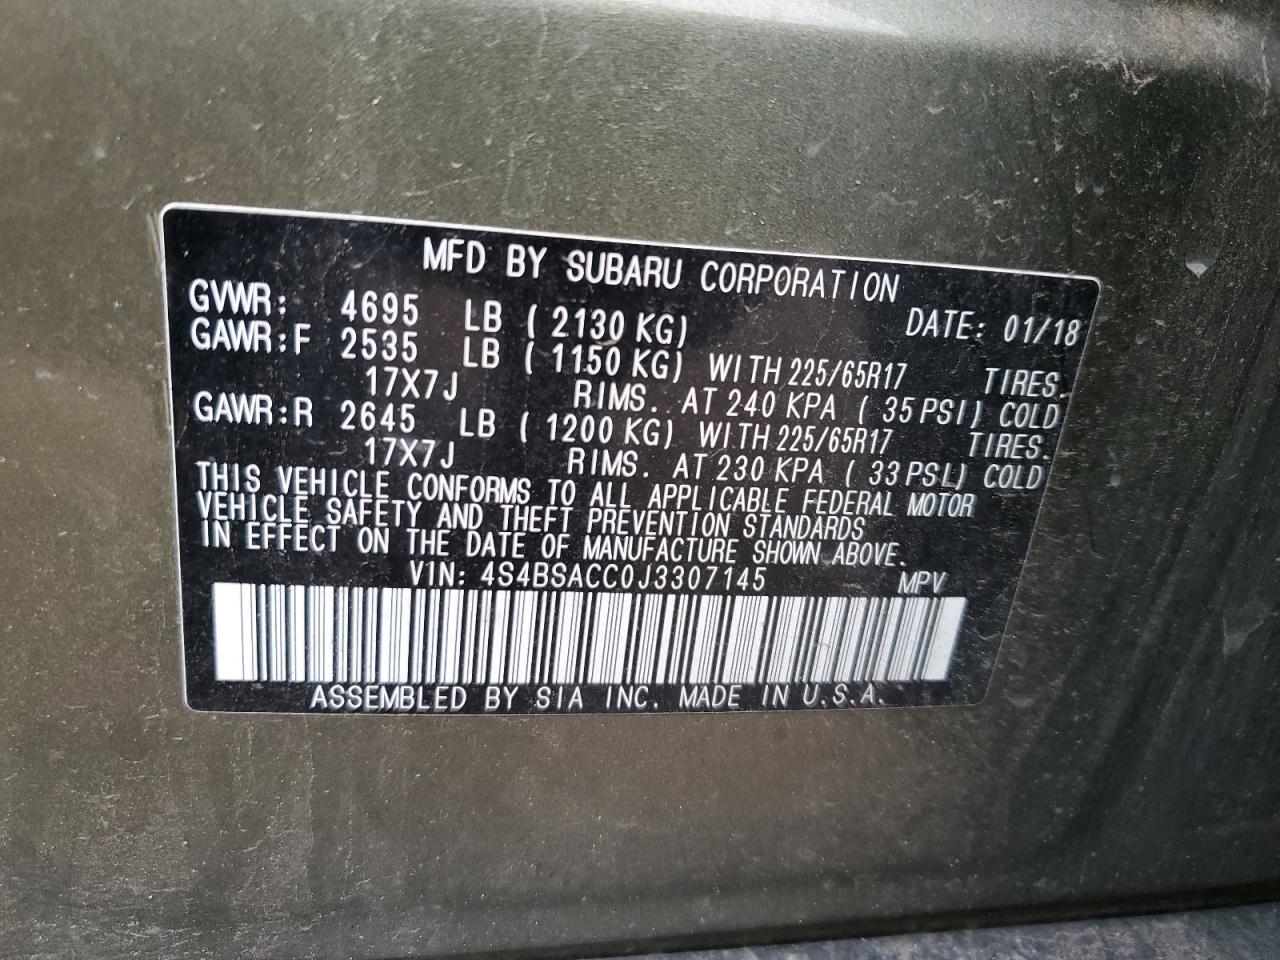 MFD BY SUBARU CORPORATION
GVWR: 4695 LB ( 2130 KG) DATE: 01/18
GAWR:F 2535 LB ( 1150 KG) WITH 225/65R17 TIRES.
17X7J RIMS. AT 240 KPA ( 35 PSI) COLD
GAWR:R 2645 LB ( 1200 KG) WITH 225/65R17 TIRES.
17X7J RIMS. AT 230 KPA ( 33 PSI) COLD
THIS VEHICLE CONFORMS TO ALL APPLICABLE FEDERAL MOTOR
VEHICLE SAFETY AND THEFT PREVENTION STANDARDS
IN EFFECT ON THE DATE OF MANUFACTURE SHOWN ABOVE.
VIN: 4S4BSACC0J3307145 MPV
ASSEMBLED BY SIA INC. MADE IN U.S.A.